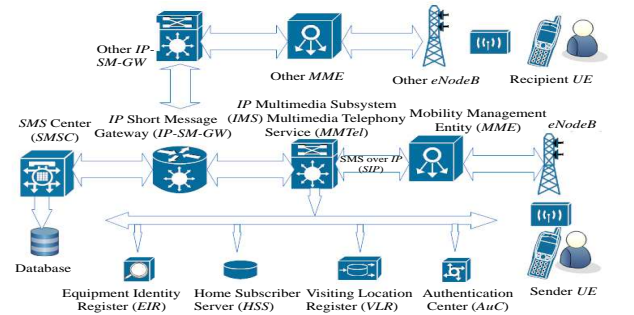 Other IP-
SM-GW
Other MME
Other eNodeB
Recipient UE
SMS Center
(SMSC)
IP Short Message
Gateway (IP-SM-GW)
IP Multimedia Subsystem
(IMS) Multimedia Telephony
Service (MMTel)
Mobility Management
Entity (MME)
eNodeB
SMS over IP
(SIP)
Database
Equipment Identity
Register (EIR)
Home Subscriber
Server (HSS)
Visiting Location
Register (VLR)
Authentication
Center (AuC)
Sender UE